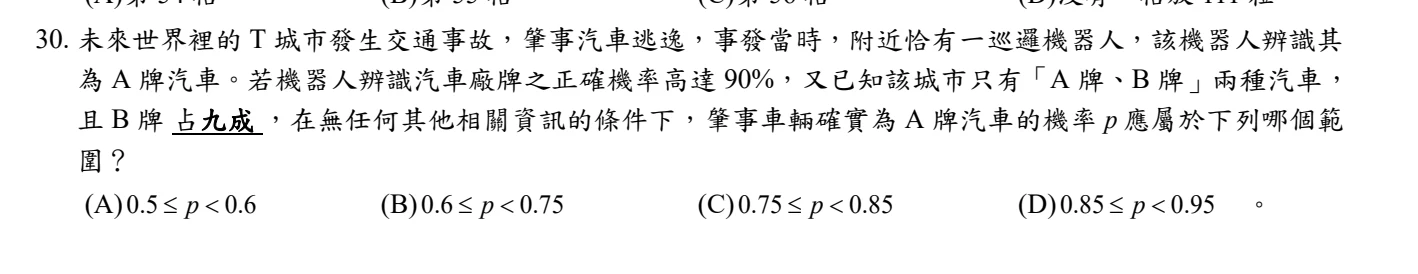 30. 未來世界裡的 T 城市發生交通事故，肇事汽車逃逸，事發當時，附近恰有一巡邏機器人，該機器人辨識其
為 A 牌汽車。若機器人辨識汽車廠牌之正確機率高達 90%，又已知該城市只有「A 牌、B 牌」兩種汽車，
且 B 牌 占九成 ，在無任何其他相關資訊的條件下，肇事車輛確實為 A 牌汽車的機率 p 應屬於下列哪個範
圍？
(A)0.5≤ p<0.6 (B)0.6≤ p<0.75 (C)0.75≤ p<0.85 (D)0.85≤ p<0.95 。